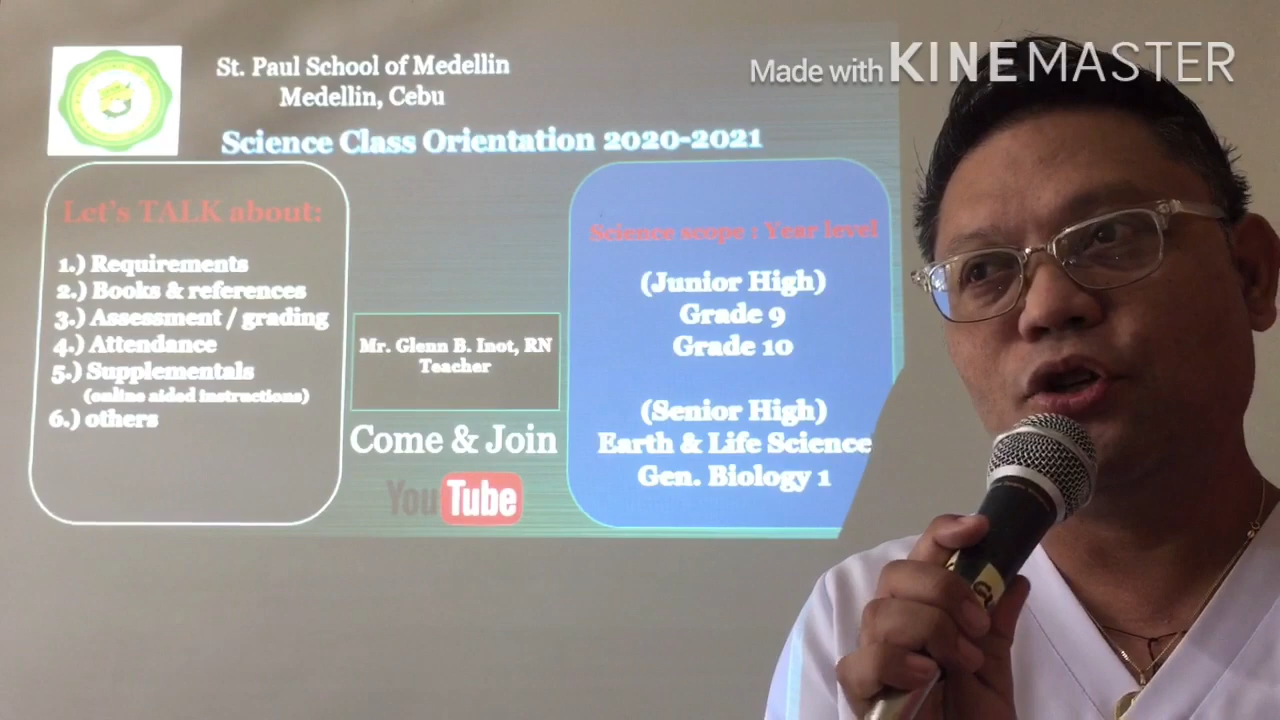 Made with KINEMASTER
St. Paul School of Medellin
Medellin, Cebu
Science Class Orientation 2020-2021
Let's TALK about:
1.) Requirements
2.) Books & references
3.) Assessment / grading
4.) Attendance
5.) Supplementals
(online aided instructions)
6.) others
Mr. Glenn B. Inot, RN
Teacher
Come & Join
YouTube
Science scope : Year level
(Junior High)
Grade 9
Grade 10
(Senior High)
Earth & Life Science
Gen. Biology 1